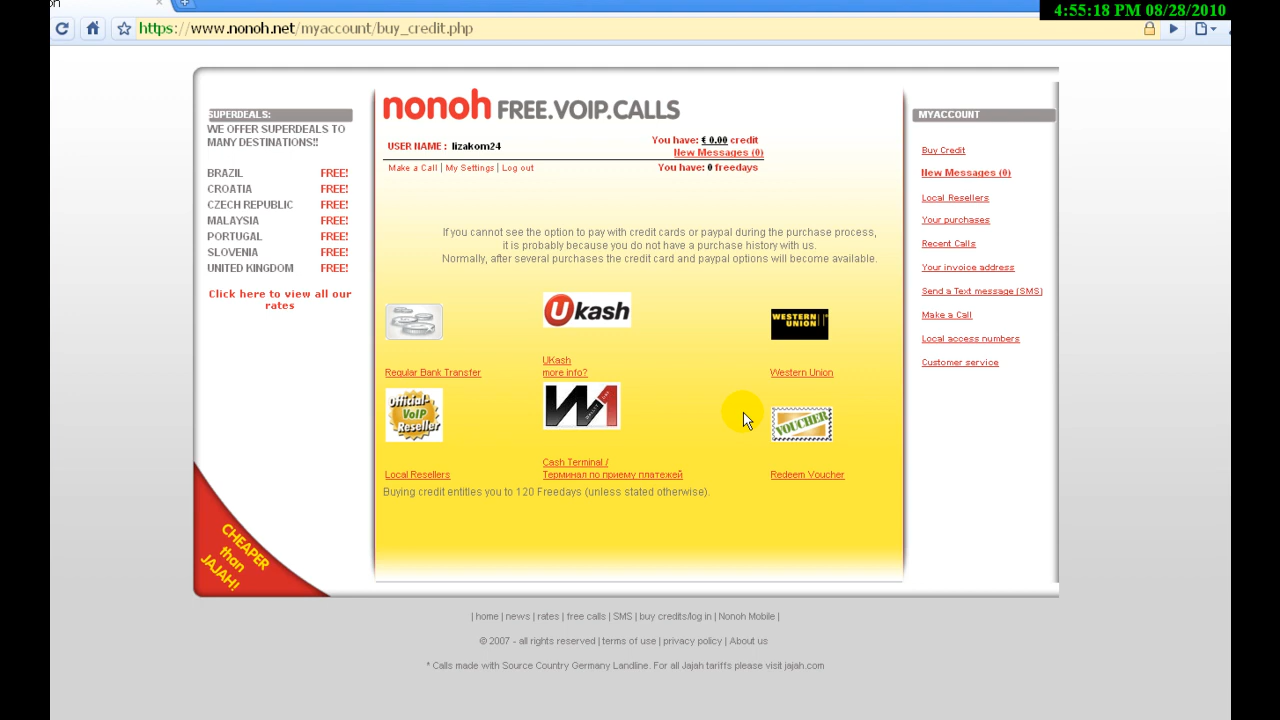 on
4:55:18 PM 08/28/2010
https://www.nonoh.net/myaccount/buy_credit.php
SUPERDEALS:
WE OFFER SUPERDEALS TO
MANY DESTINATIONS!!
BRAZIL FREE!
CROATIA FREE!
CZECH REPUBLIC FREE!
MALAYSIA FREE!
PORTUGAL FREE!
SLOVENIA FREE!
UNITED KINGDOM FREE!
Click here to view all our
rates
CHEAPER
than
JAJAH!
nonoh FREE.VOIP.CALLS
USER NAME : lizakom24
You have: € 0,00 credit
New Messages (0)
Make a Call | My Settings | Log out
You have: 0 freedays
If you cannot see the option to pay with credit cards or paypal during the purchase process,
it is probably because you do not have a purchase history with us.
Normally, after several purchases the credit card and paypal options will become available.
Ukash
WESTERN
UNION
Regular Bank Transfer
UKash
more info?
Western Union
Official
VoIP
Reseller
W1
WALLET ONE
VOUCHER
Local Resellers
Cash Terminal /
Терминал по приему платежей
Redeem Voucher
Buying credit entitles you to 120 Freedays (unless stated otherwise).
MYACCOUNT
Buy Credit
New Messages (0)
Local Resellers
Your purchases
Recent Calls
Your invoice address
Send a Text message (SMS)
Make a Call
Local access numbers
Customer service
| home | news | rates | free calls | SMS | buy credits/log in | Nonoh Mobile |
© 2007 - all rights reserved | terms of use | privacy policy | About us
* Calls made with Source Country Germany Landline. For all Jajah tariffs please visit jajah.com